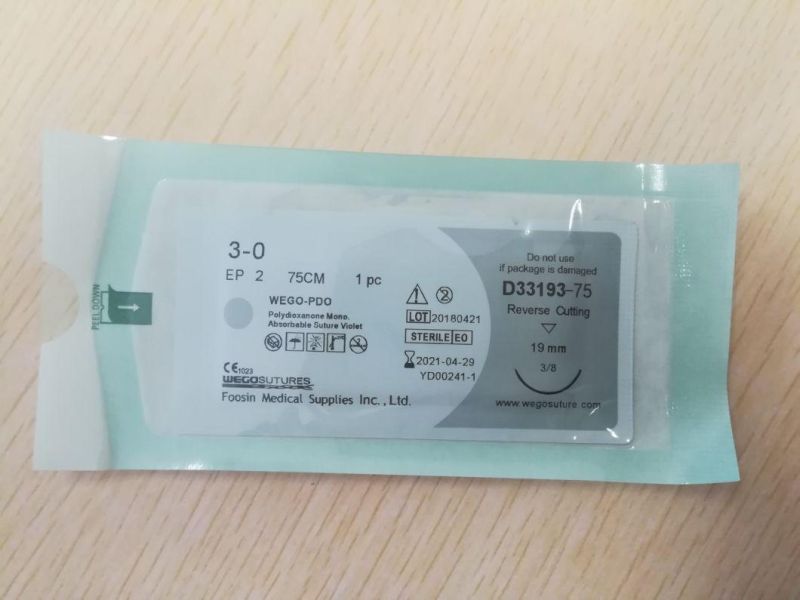 3-0
EP 2 75CM 1 pc
WEGO-PDO
Polydioxanone Mono.
Absorbable Suture Violet
CE 1023
WEGOSUTURES
Foosin Medical Supplies Inc., Ltd.
PEEL DOWN
2
LOT 20180421
STERILE EO
2021-04-29
YD00241-1
Do not use
if package is damaged
D33193-75
Reverse Cutting
19 mm
3/8
www.wegosuture.com